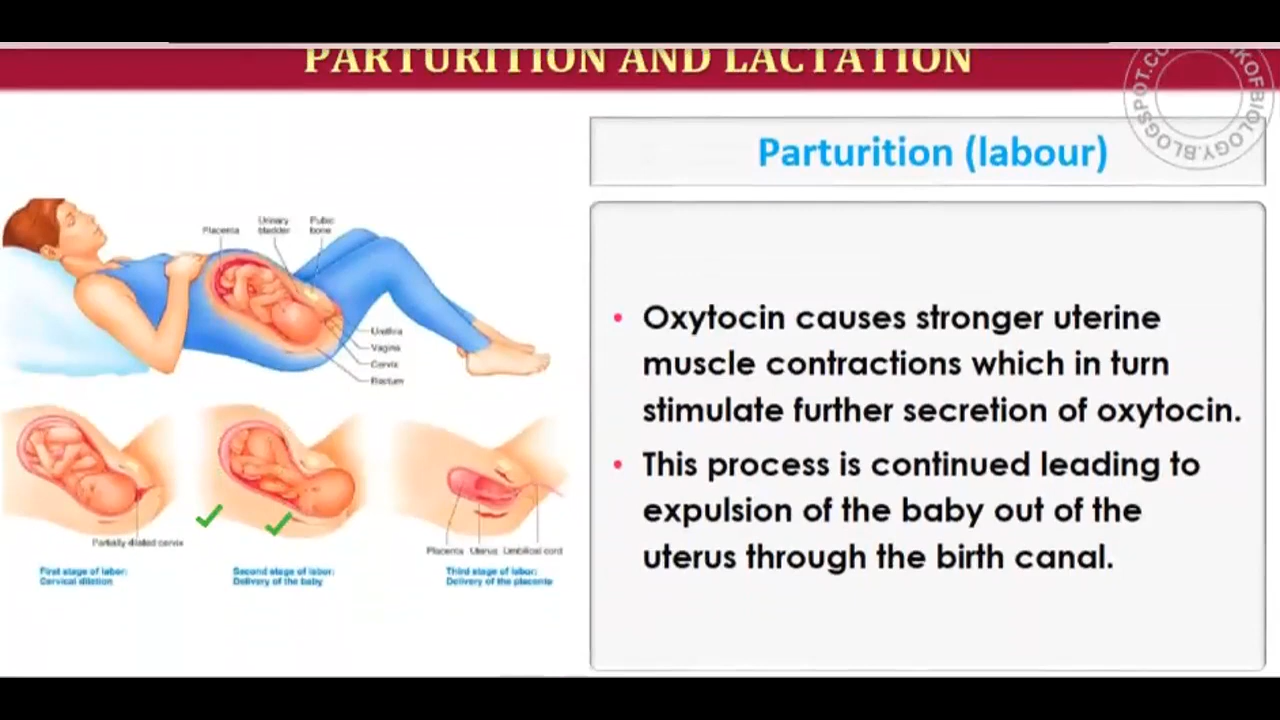 PARTURITION AND LACTATION
Parturition (labour)
Placenta
Urinary
bladder
Pubic
bone
Urethra
Vagina
Cervix
Rectum
Partially dilated cervix
First stage of labor:
Cervical dilation
Second stage of labor:
Delivery of the baby
Placenta Uterus Umbilical cord
Third stage of labor:
Delivery of the placenta
• Oxytocin causes stronger uterine
muscle contractions which in turn
stimulate further secretion of oxytocin.
• This process is continued leading to
expulsion of the baby out of the
uterus through the birth canal.